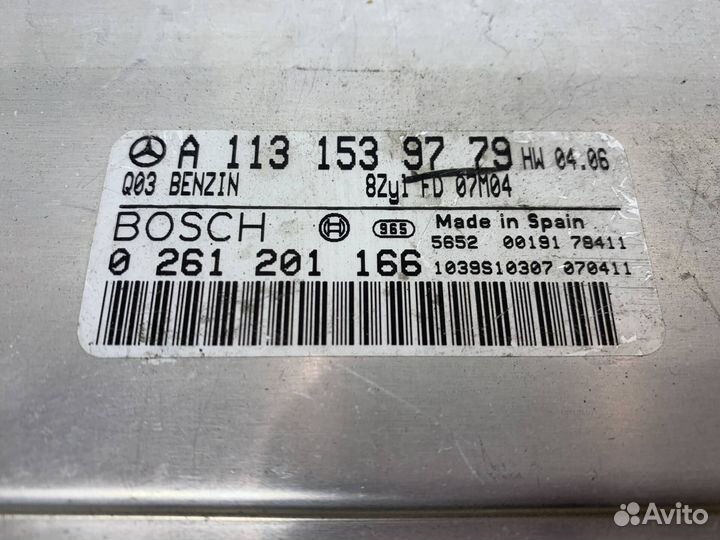 A 113 153 97 79 HW 04.06
Q03 BENZIN 8Zyl FD 07M04
BOSCH 965 Made in Spain
5652 00191 78411
0 261 201 166 1039S10307 070411
Avito